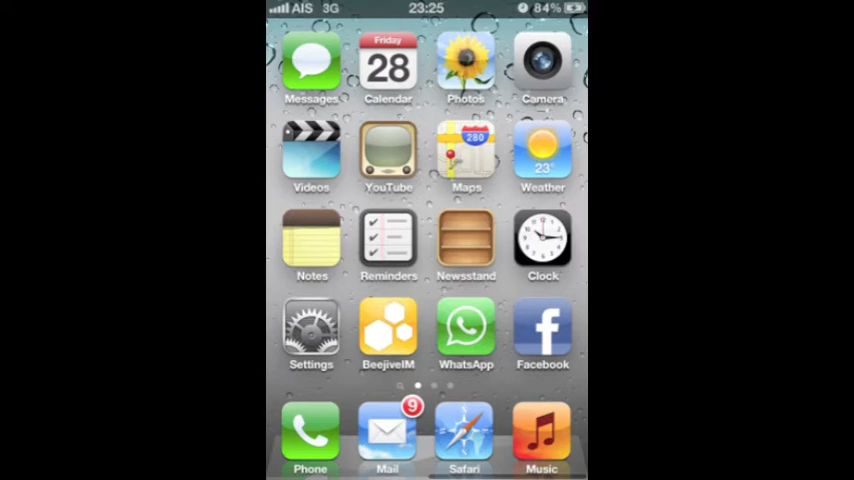 AIS 3G 23:25 84%
Friday
28
Messages Calendar Photos Camera
280
23°
Videos YouTube Maps Weather
Notes Reminders Newsstand Clock
Settings BeejiveIM WhatsApp Facebook
9
Phone Mail Safari Music